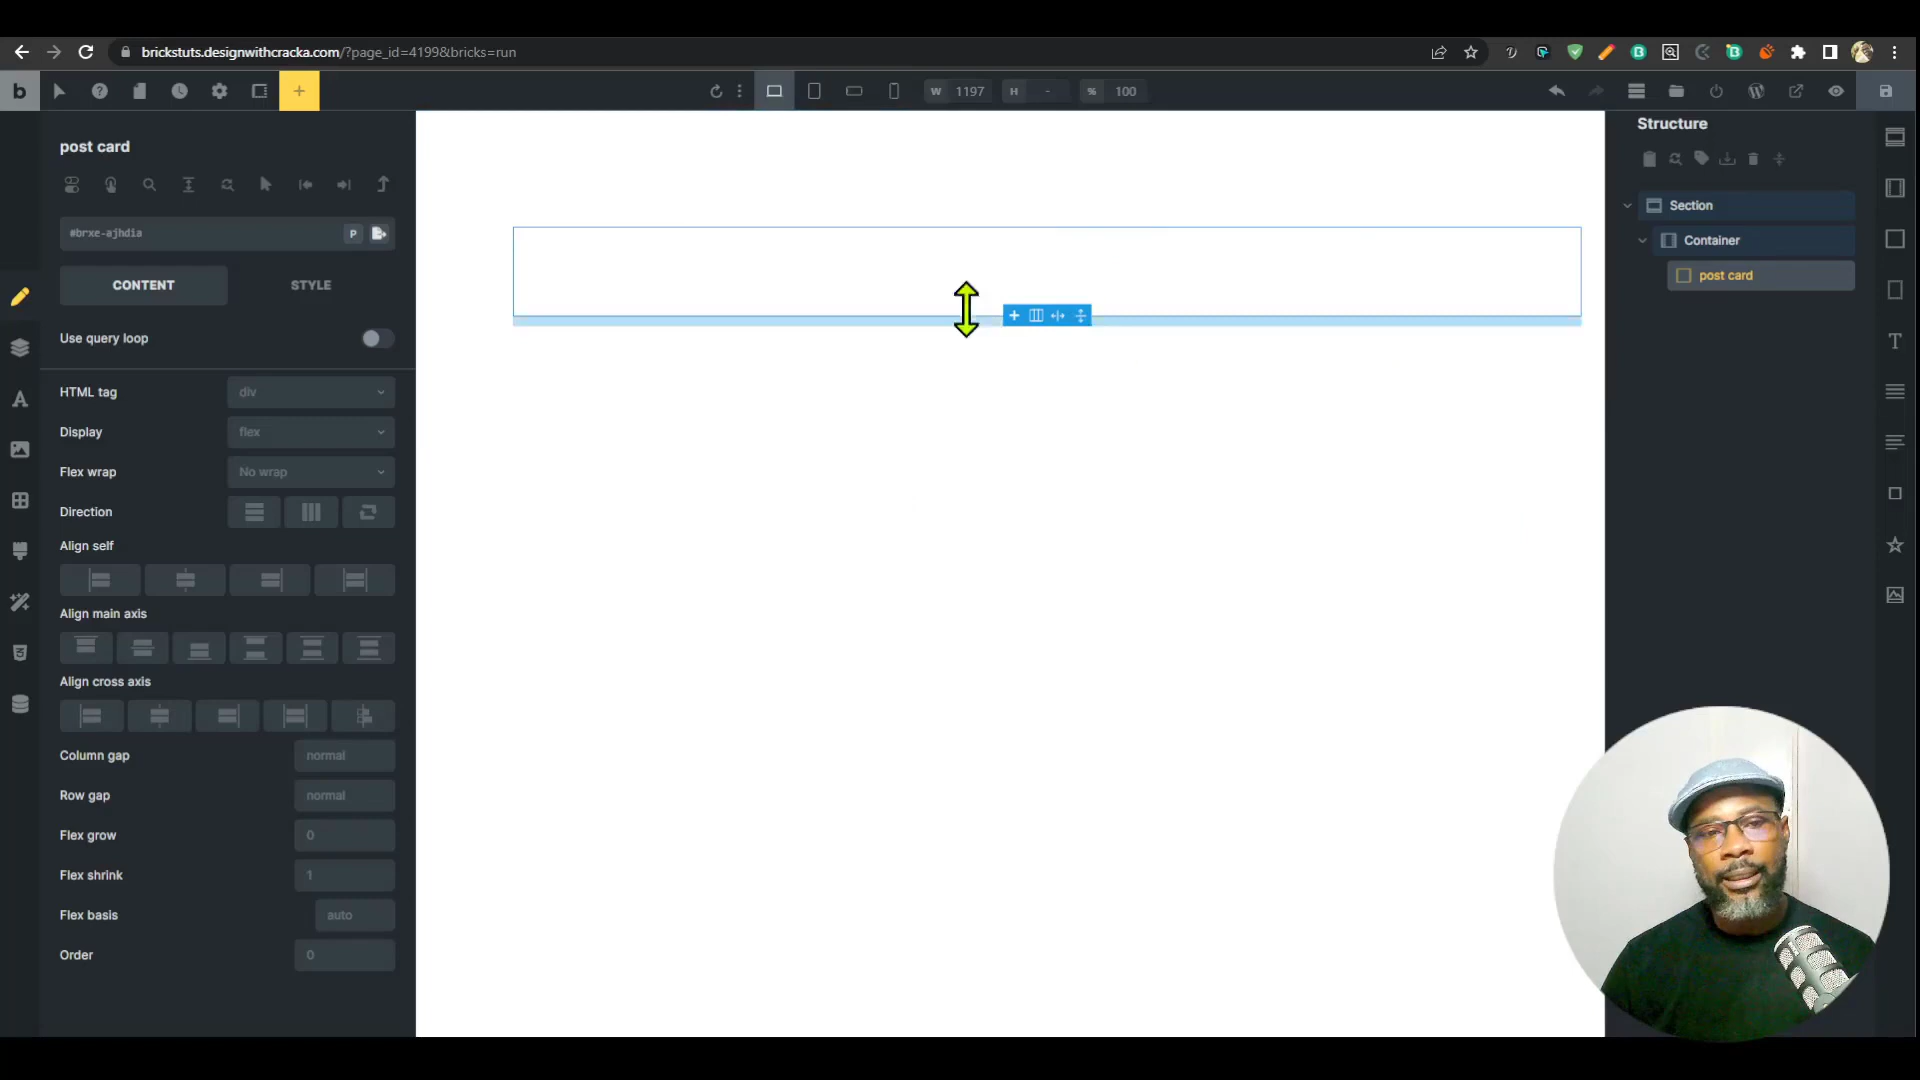 brickstuts.designwithcracka.com/?page_id=4199&bricks=run
b
W 1197 H - % 100
post card
#brxe-ajhdia P
CONTENT STYLE
Use query loop
HTML tag div
Display flex
Flex wrap No wrap
Direction
Align self
Align main axis
Align cross axis
Column gap normal
Row gap normal
Flex grow 0
Flex shrink 1
Flex basis auto
Order 0
Structure
Section
Container
post card